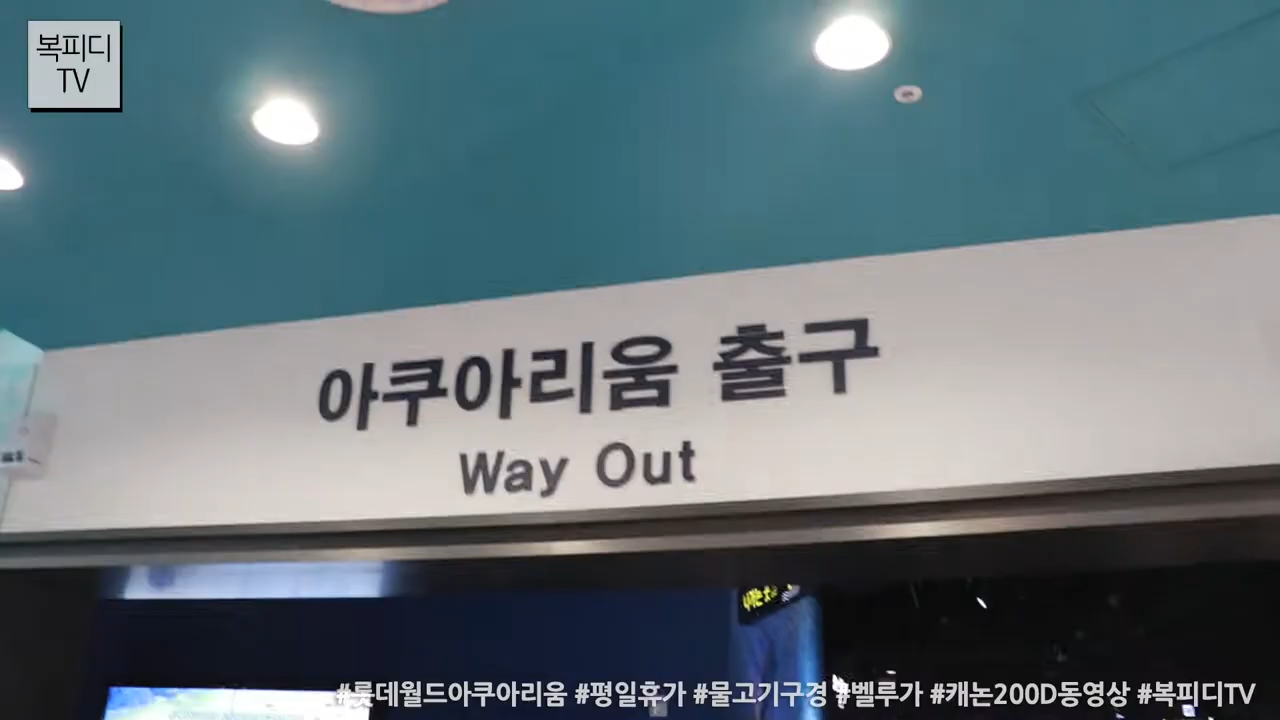 복피디
TV
아쿠아리움 출구
Way Out
#롯데월드아쿠아리움 #평일휴가 #물고기구경 #벨루가 #캐논200D동영상 #복피디TV